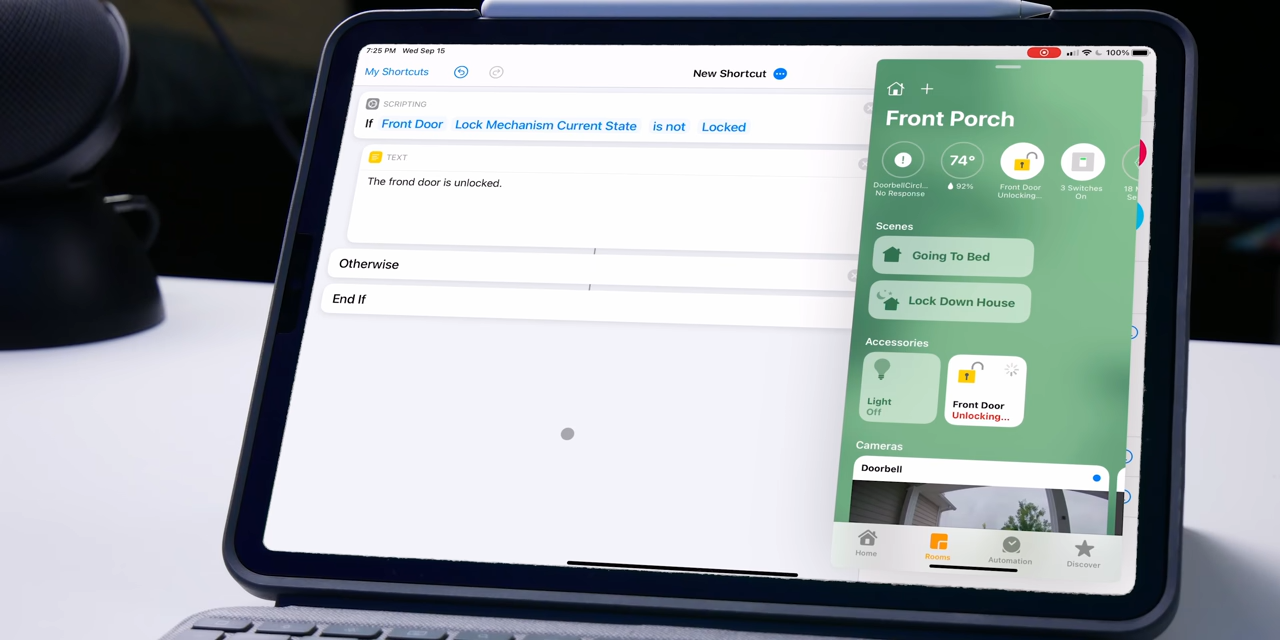 7:25 PM Wed Sep 15
100%
My Shortcuts
New Shortcut
SCRIPTING
If Front Door Lock Mechanism Current State is not Locked
TEXT
The frond door is unlocked.
Otherwise
End If
Front Porch
74°
DoorbellCircl...
No Response
92%
Front Door
Unlocking...
3 Switches
On
18
Se
Scenes
Going To Bed
Lock Down House
Accessories
Light
Off
Front Door
Unlocking...
Cameras
Doorbell
Home
Rooms
Automation
Discover